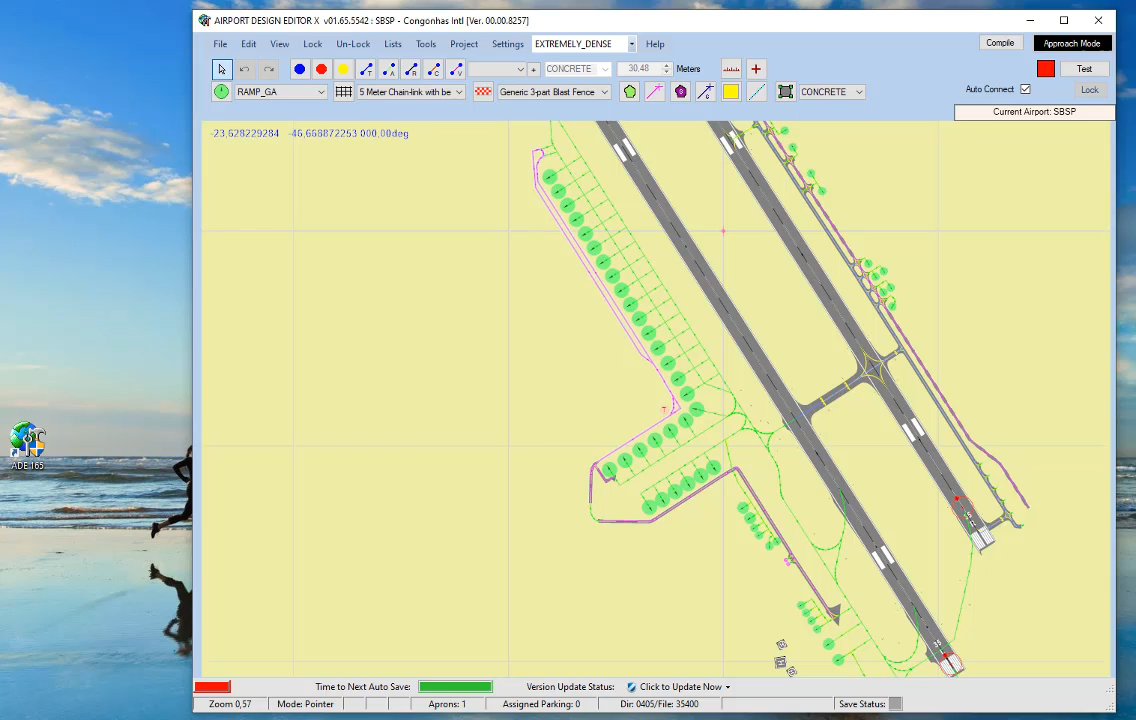 AIRPORT DESIGN EDITOR X v01.65.5542 : SBSP - Congonhas Intl [Ver. 00.00.8257]
File Edit View Lock Un-Lock Lists Tools Project Settings EXTREMELY_DENSE Help Compile Approach Mode
T A R C V CONCRETE 30,48 Meters Test
RAMP_GA 5 Meter Chain-link with be Generic 3-part Blast Fence CONCRETE Auto Connect Lock
Current Airport: SBSP
-23,628229284 -46,668872253 000,00deg
T
35
ADE 165
Time to Next Auto Save: Version Update Status: Click to Update Now
Zoom 0,57 Mode: Pointer Aprons: 1 Assigned Parking: 0 Dir: 0405/File: 35400 Save Status: